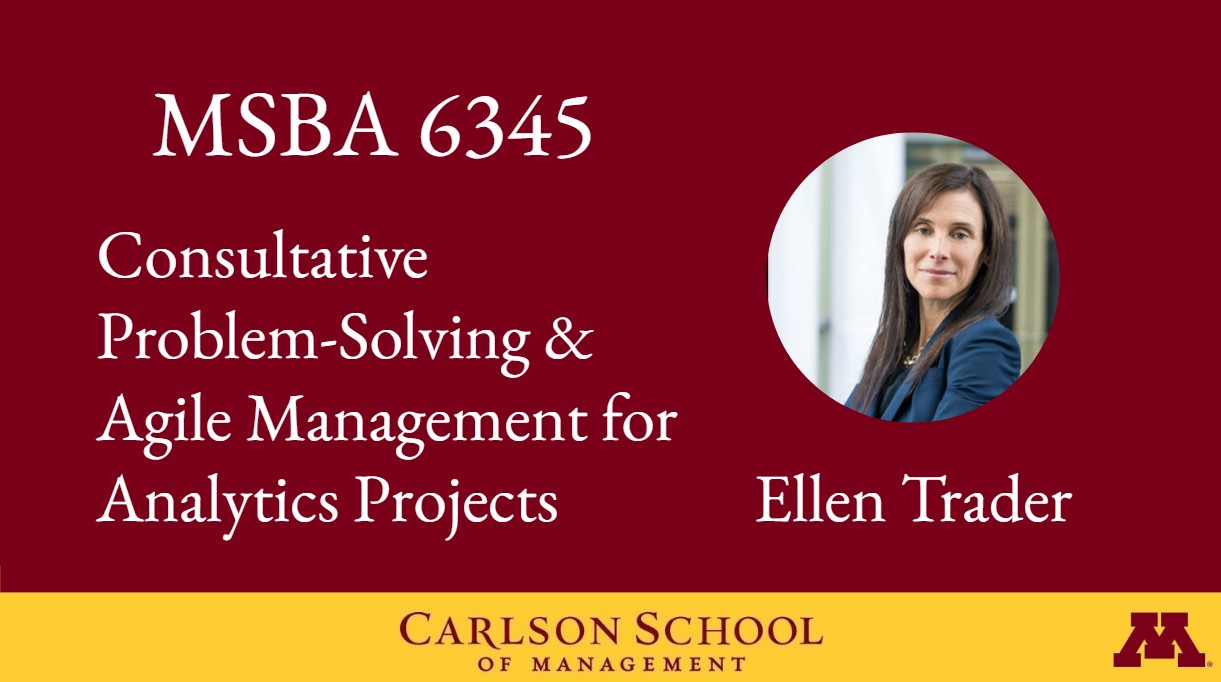 MSBA 6345
Consultative
Problem-Solving &
Agile Management for
Analytics Projects
Ellen Trader
CARLSON SCHOOL
OF MANAGEMENT
M®